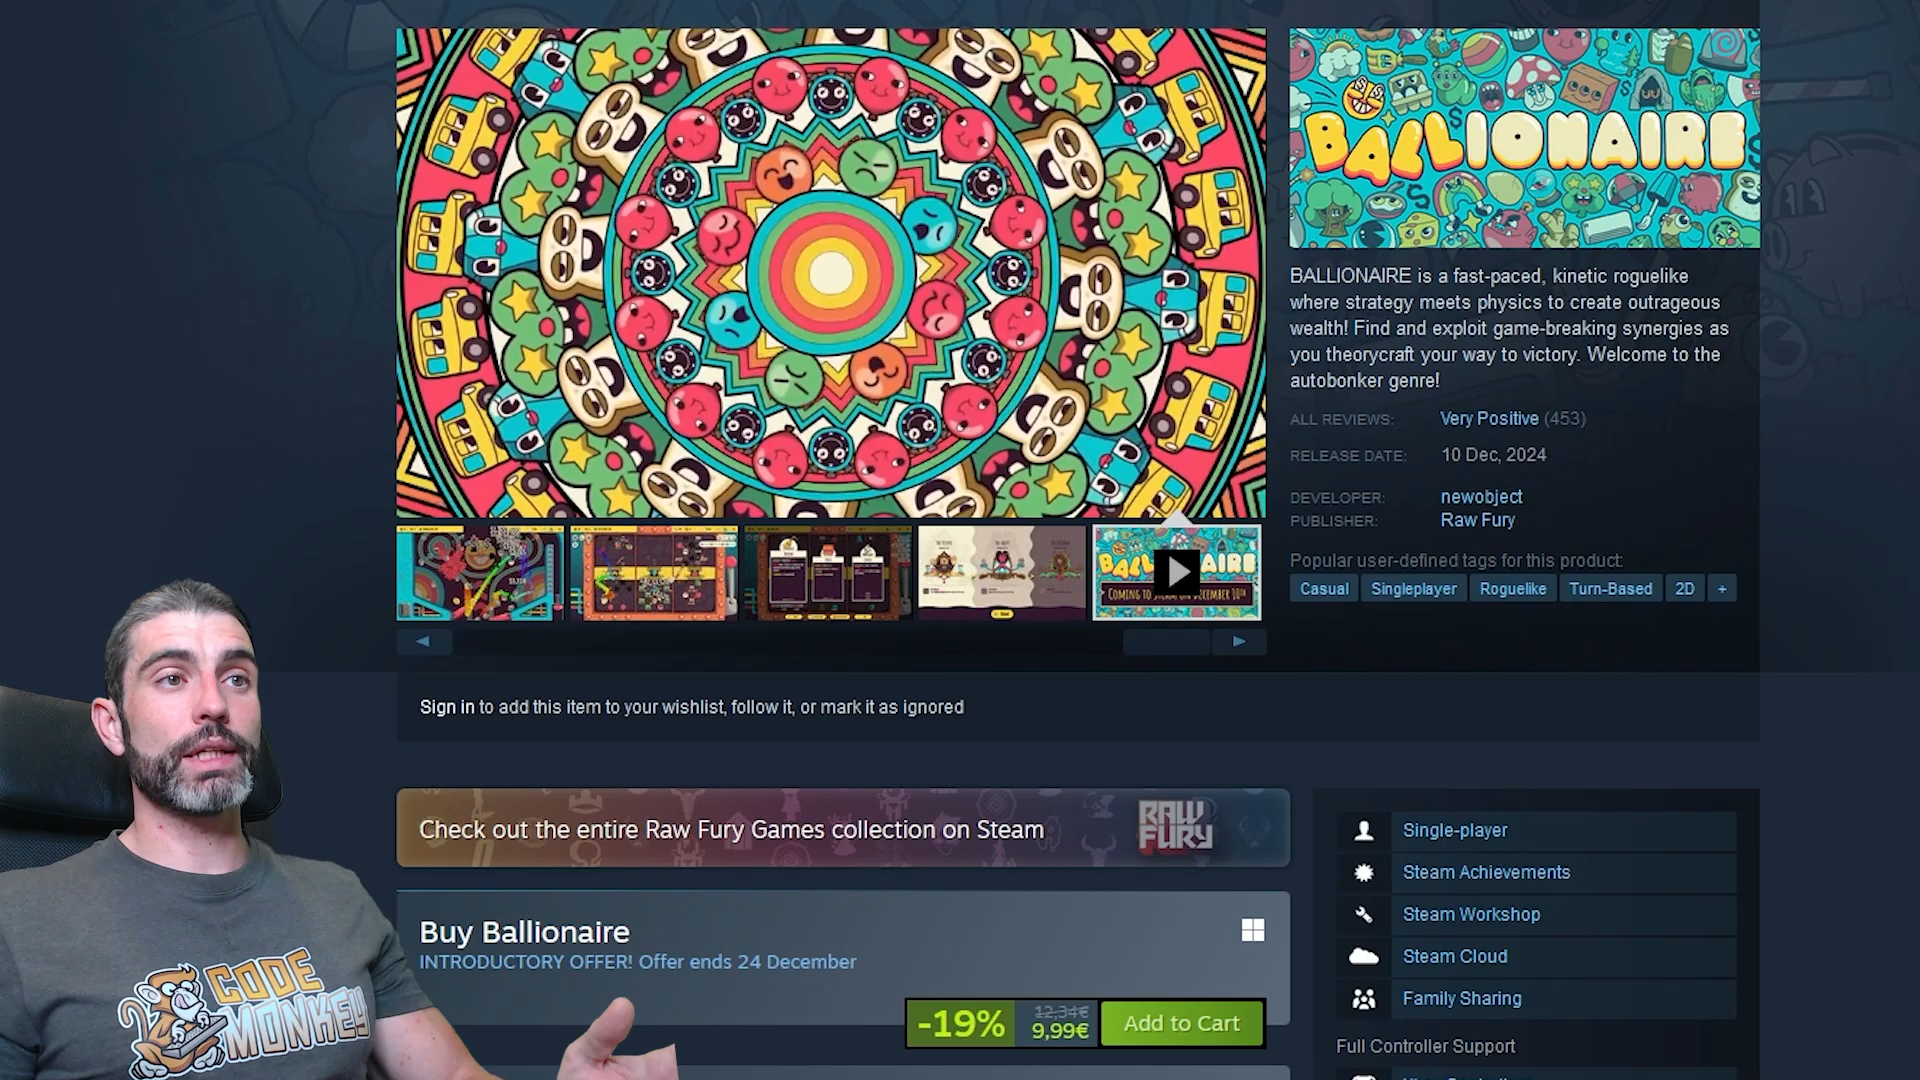 BALLIONAIRE
BALLIONAIRE is a fast-paced, kinetic roguelike
where strategy meets physics to create outrageous
wealth! Find and exploit game-breaking synergies as
you theorycraft your way to victory. Welcome to the
autobonker genre!
ALL REVIEWS: Very Positive (453)
RELEASE DATE: 10 Dec, 2024
DEVELOPER: newobject
PUBLISHER: Raw Fury
Popular user-defined tags for this product:
Casual Singleplayer Roguelike Turn-Based 2D +
COMING TO STEAM ON DECEMBER 10TH
Sign in to add this item to your wishlist, follow it, or mark it as ignored
Check out the entire Raw Fury Games collection on Steam
RAW
FURY
Buy Ballionaire
INTRODUCTORY OFFER! Offer ends 24 December
-19%
12,34€
9,99€
Add to Cart
Single-player
Steam Achievements
Steam Workshop
Steam Cloud
Family Sharing
Full Controller Support
CODE
MONKEY